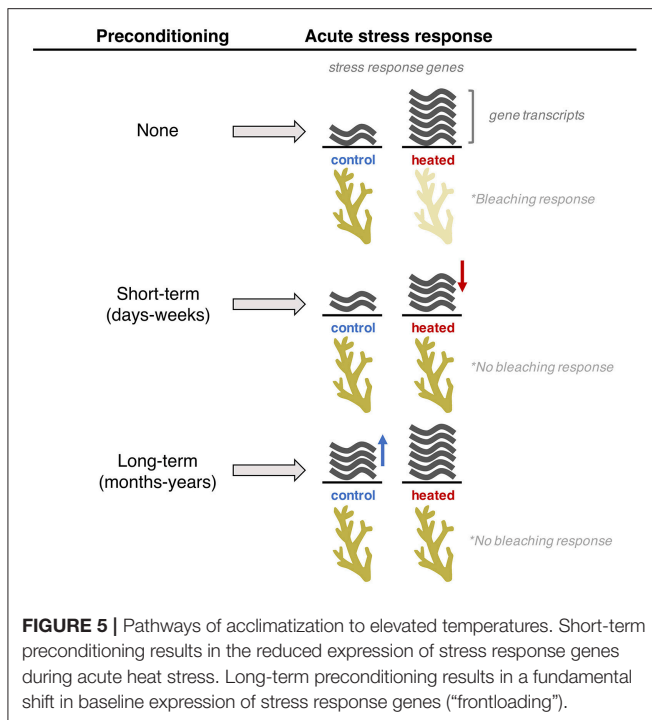 Preconditioning Acute stress response
stress response genes
None
gene transcripts
control heated
*Bleaching response
Short-term
(days-weeks)
control heated
*No bleaching response
Long-term
(months-years)
control heated
*No bleaching response
FIGURE 5 | Pathways of acclimatization to elevated temperatures. Short-term
preconditioning results in the reduced expression of stress response genes
during acute heat stress. Long-term preconditioning results in a fundamental
shift in baseline expression of stress response genes (“frontloading”).